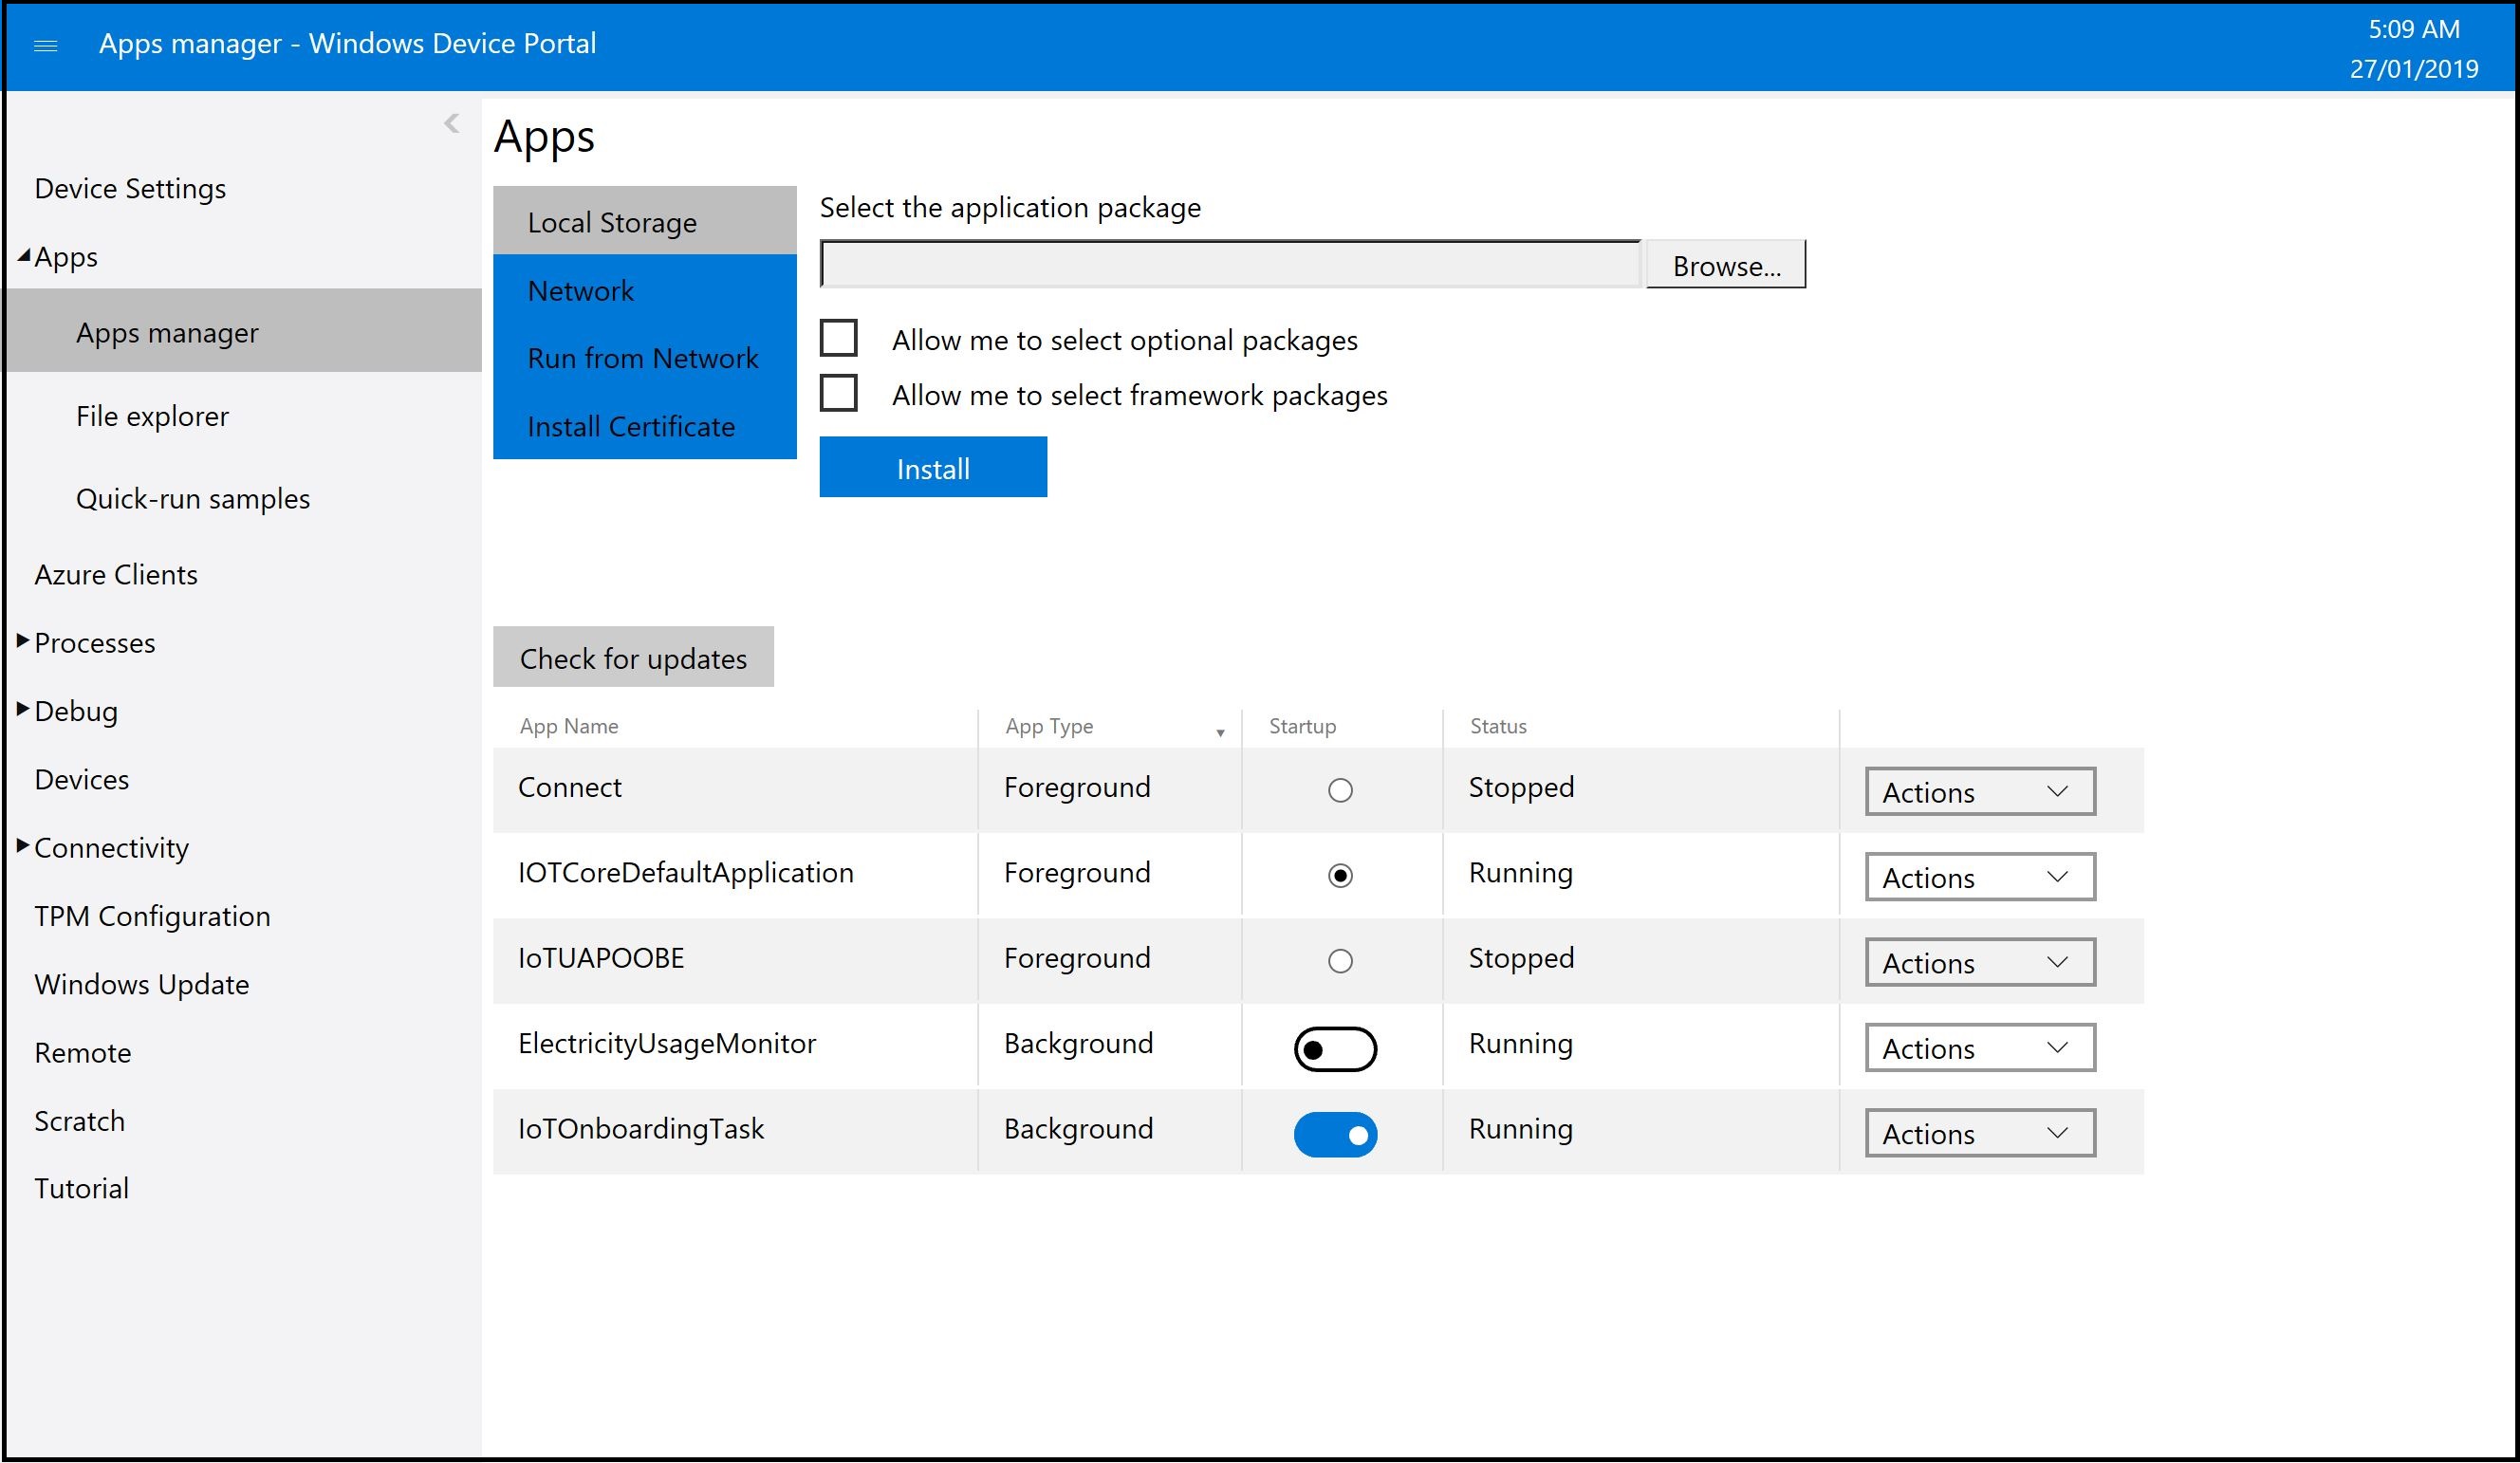 Apps manager - Windows Device Portal
5:09 AM
27/01/2019
Device Settings
Apps
Apps manager
File explorer
Quick-run samples
Azure Clients
Processes
Debug
Devices
Connectivity
TPM Configuration
Windows Update
Remote
Scratch
Tutorial
Apps
Local Storage
Network
Run from Network
Install Certificate
Select the application package
Browse...
Allow me to select optional packages
Allow me to select framework packages
Install
Check for updates
App Name App Type Startup Status
Connect Foreground Stopped Actions
IOTCoreDefaultApplication Foreground Running Actions
IoTUAPOOBE Foreground Stopped Actions
ElectricityUsageMonitor Background Running Actions
IoTOnboardingTask Background Running Actions